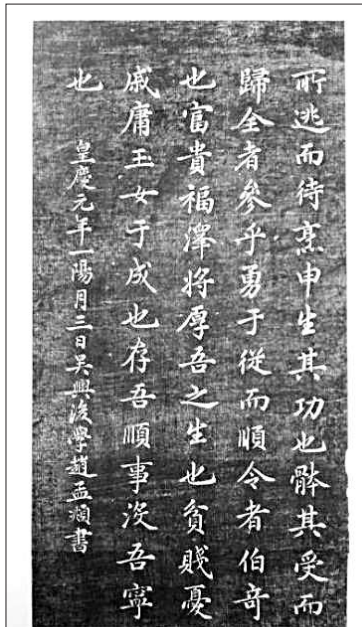 所逃而待烹申生其功也體其受而
歸全者參乎勇于從而順令者伯奇
也富貴福澤將厚吾之生也貧賤憂
戚庸玉女于成也存吾順事沒吾寧
也
皇慶元年一陽月三日吳興後學趙孟頫書